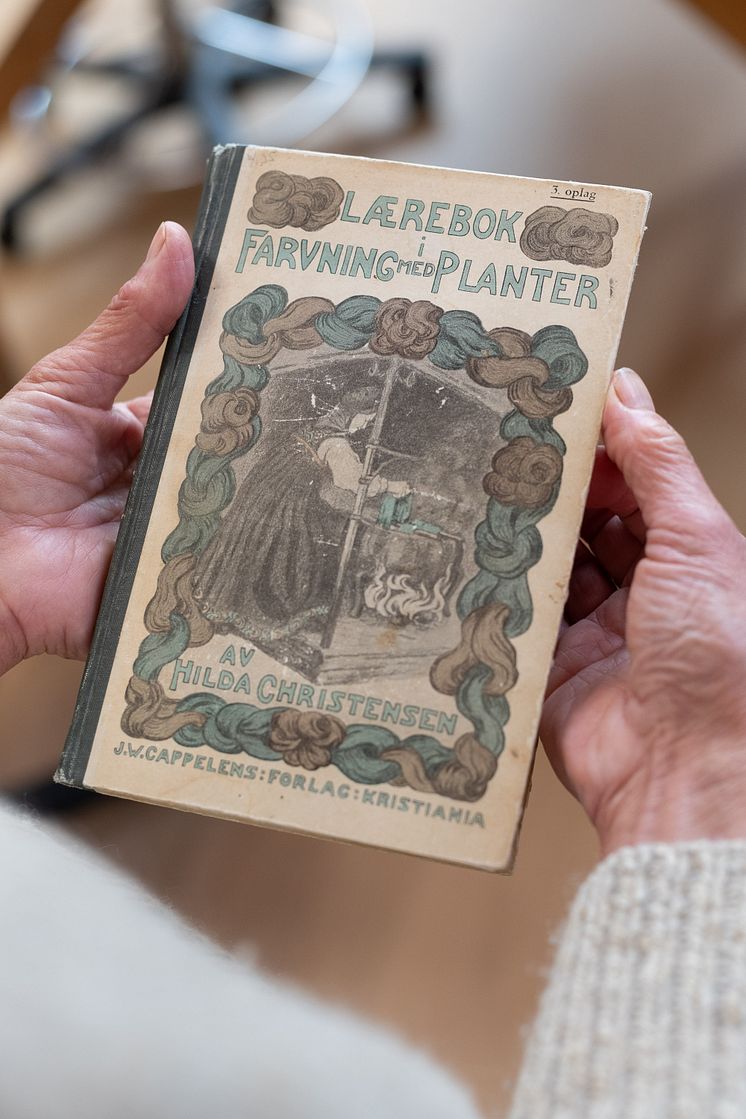 3. oplag
LÆREBOK
i
FARVNING MED PLANTER
AV
HILDA CHRISTENSEN
J.W. CAPPELENS : FORLAG : KRISTIANIA